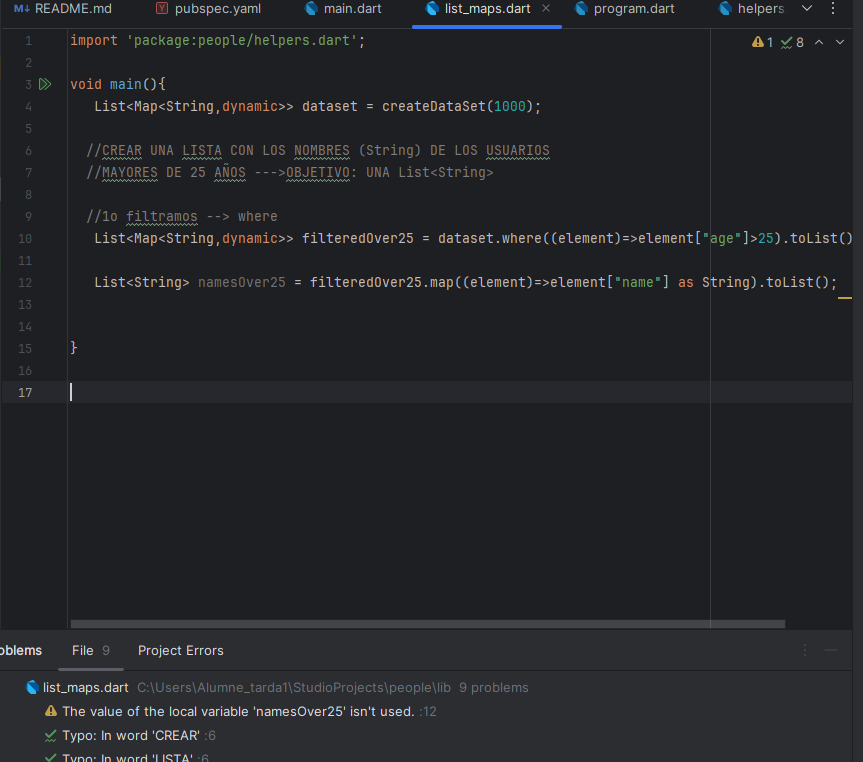 README.md pubspec.yaml main.dart list_maps.dart program.dart helpers.
1 import 'package:people/helpers.dart'; 1 8
2
3 void main(){
4 List<Map<String,dynamic>> dataset = createDataSet(1000);
5
6 //CREAR UNA LISTA CON LOS NOMBRES (String) DE LOS USUARIOS
7 //MAYORES DE 25 AÑOS --->OBJETIVO: UNA List<String>
8
9 //1o filtramos --> where
10 List<Map<String,dynamic>> filteredOver25 = dataset.where((element)=>element["age"]>25).toList()
11
12 List<String> namesOver25 = filteredOver25.map((element)=>element["name"] as String).toList();
13
14
15 }
16
17
oblems File 9 Project Errors
list_maps.dart C:\Users\Alumne_tarda1\StudioProjects\people\lib 9 problems
The value of the local variable 'namesOver25' isn't used. :12
Typo: In word 'CREAR' :6
Typo: In word 'LISTA' :6